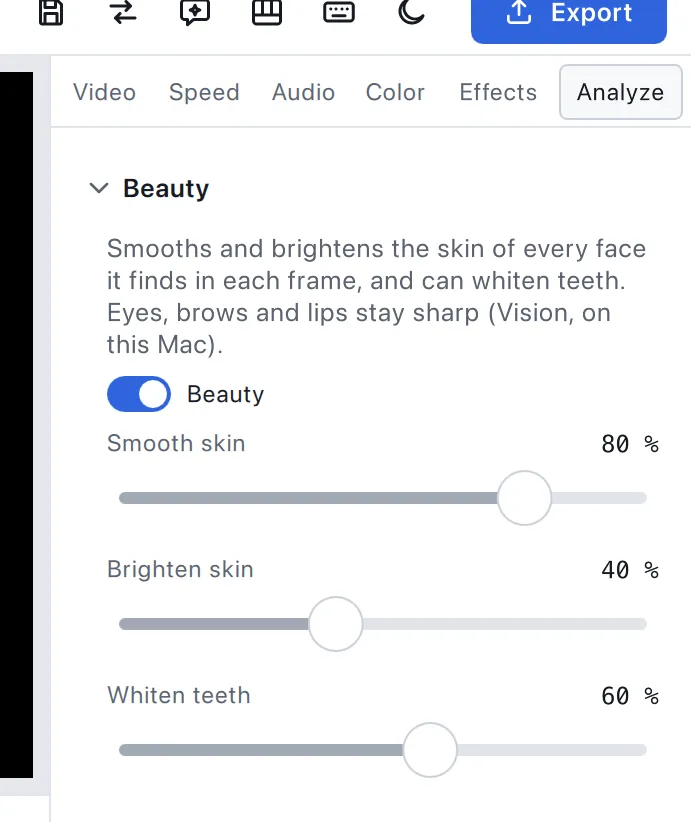 Export
Video Speed Audio Color Effects Analyze
Beauty
Smooths and brightens the skin of every face
it finds in each frame, and can whiten teeth.
Eyes, brows and lips stay sharp (Vision, on
this Mac).
Beauty
Smooth skin 80 %
Brighten skin 40 %
Whiten teeth 60 %